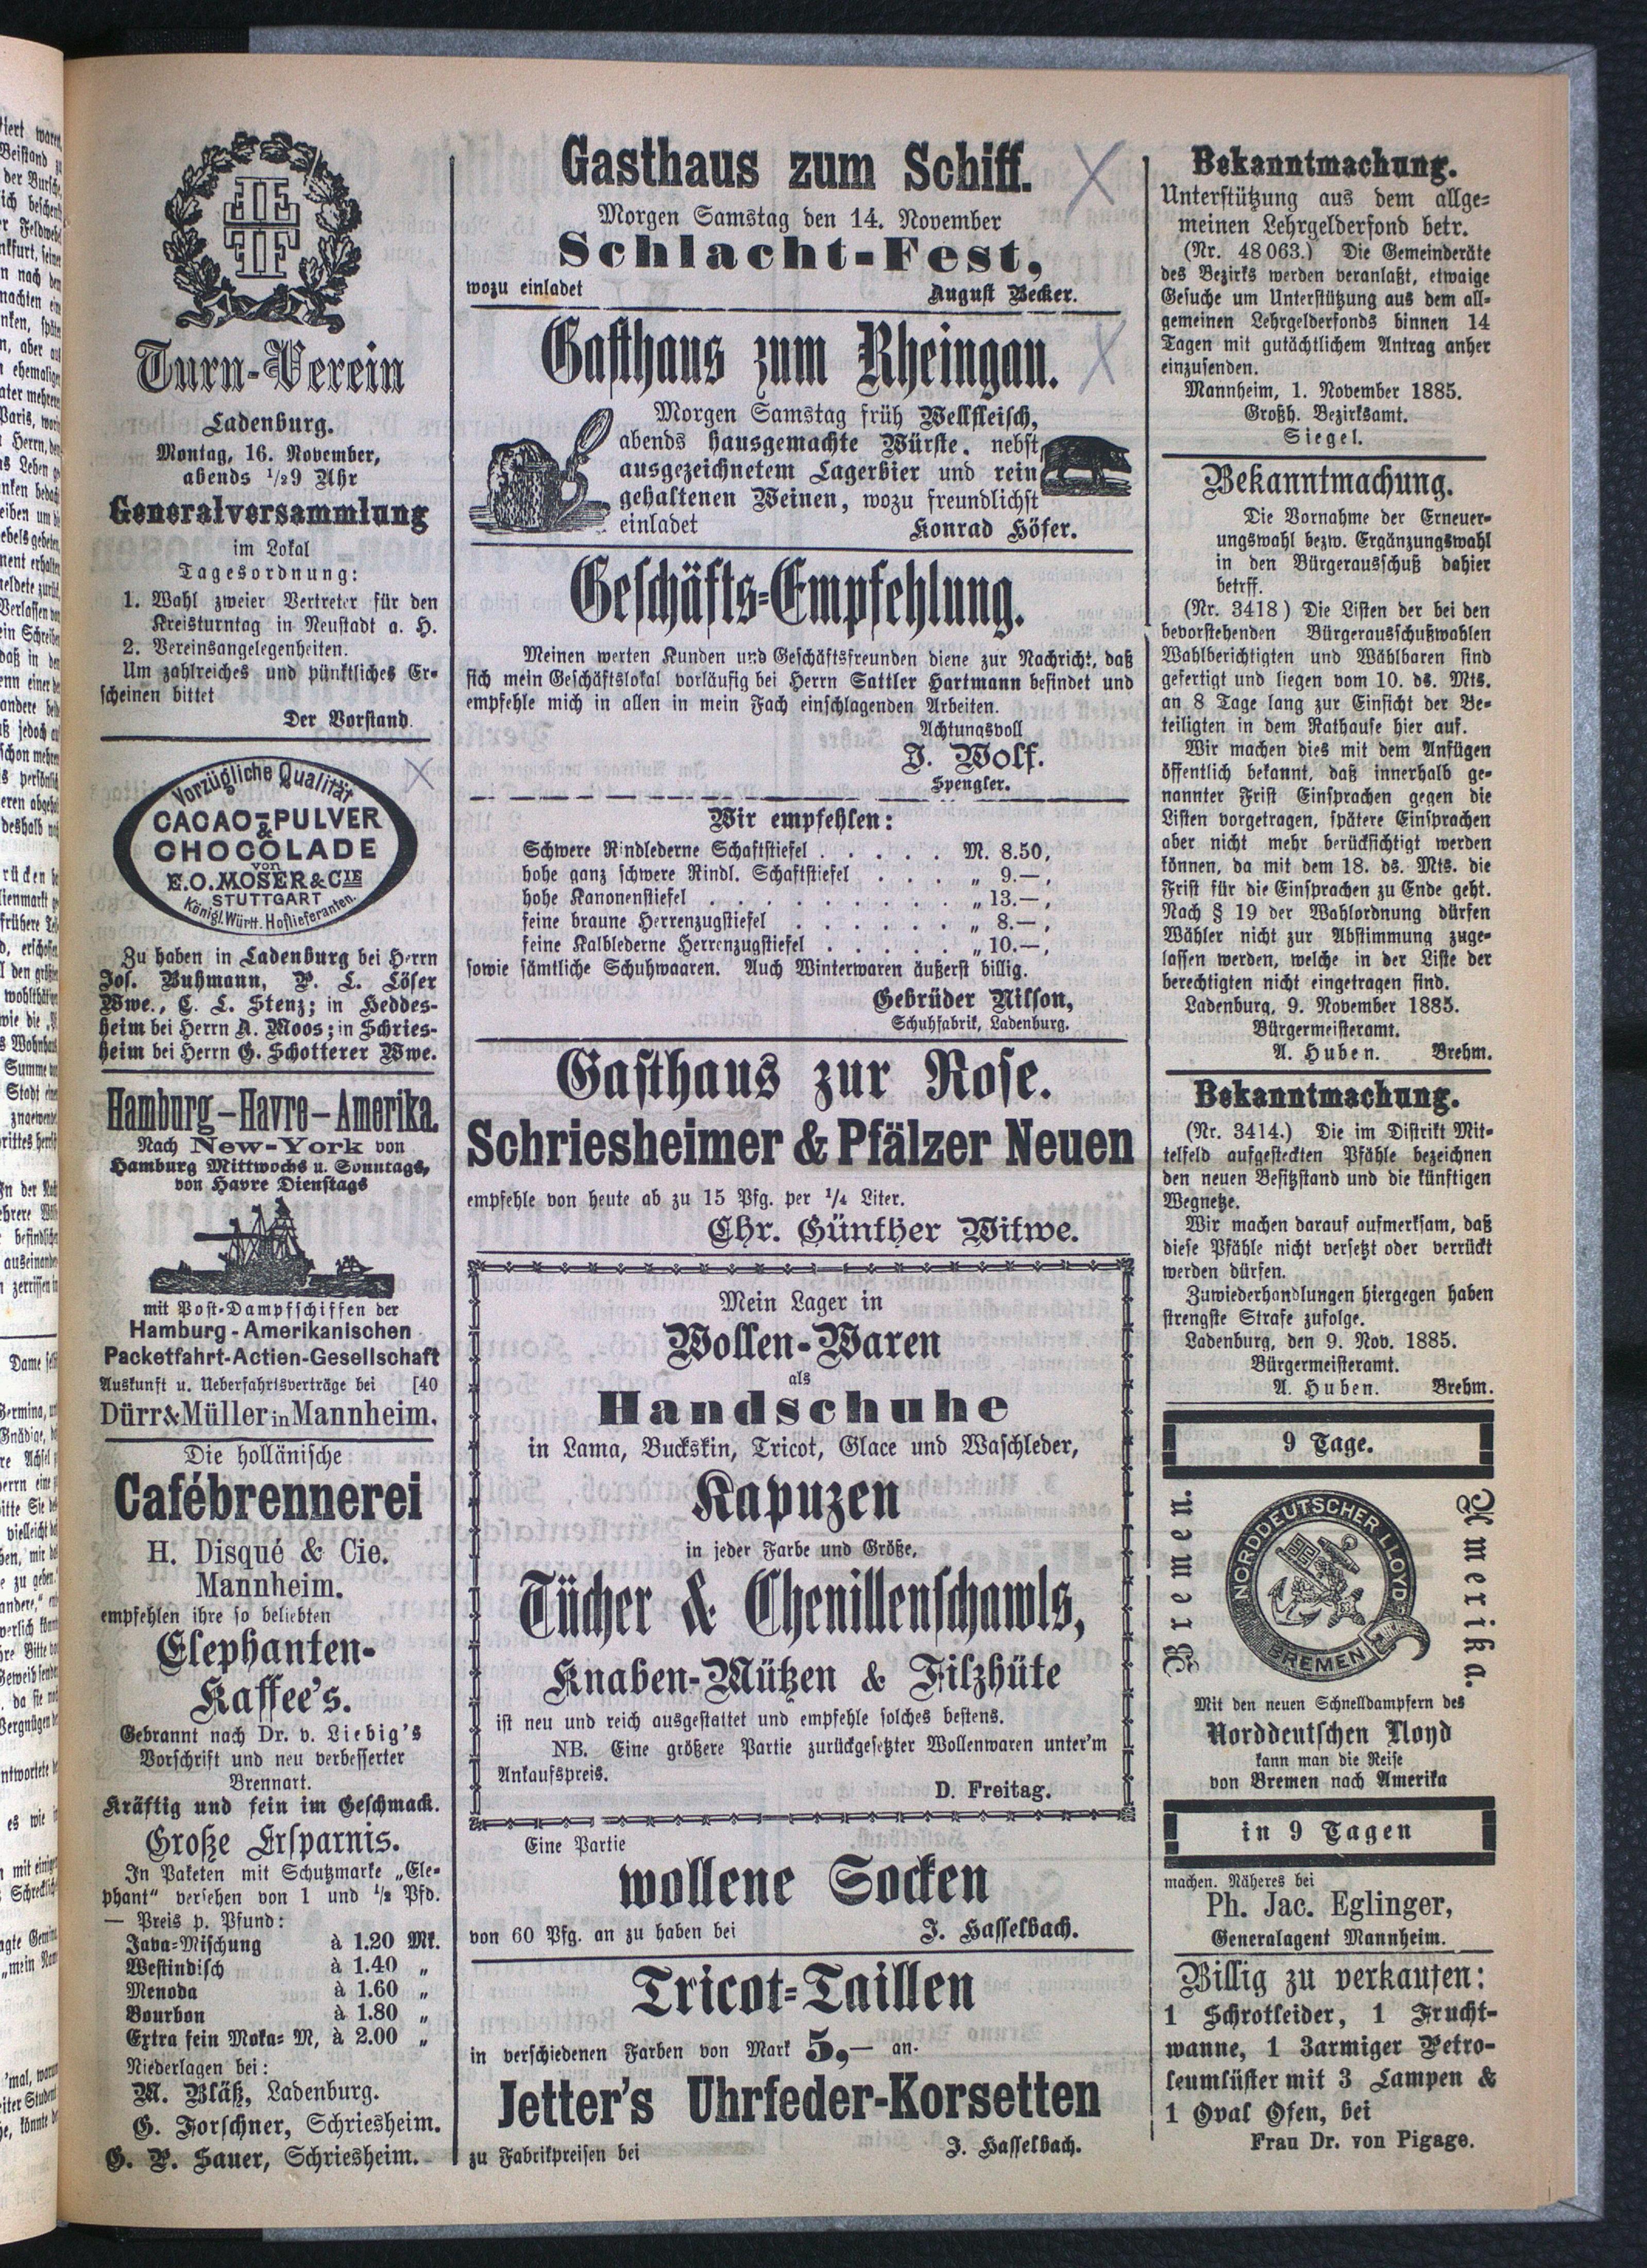 Turn-Verein
Ladenburg.
Montag, 16. November,
abends 1/29 Uhr
Generalversammlung
im Lokal
Tagesordnung:
1. Wahl zweier Vertreter für den
Kreisturntag in Neustadt a. H.
2. Vereinsangelegenheiten.
Um zahlreiches und pünktliches Er-
scheinen bittet
Der Vorstand.
Vorzügliche Qualität
CACAO-PULVER
&
CHOCOLADE
von
E.O. MOSER & CIE
STUTTGART
Königl. Württ. Hoflieferanten.
Zu haben in Ladenburg bei Herrn
Jos. Bußmann, P. L. Löser
Wwe., C. L. Stenz; in Heddes-
heim bei Herrn A. Moos; in Schries-
heim bei Herrn G. Schotterer Wwe.
Hamburg – Havre – Amerika.
Nach New-York von
Hamburg Mittwochs u. Sonntags,
von Havre Dienstags
mit Post-Dampfschiffen der
Hamburg-Amerikanischen
Packetfahrt-Actien-Gesellschaft
Auskunft u. Ueberfahrtsverträge bei [40
Dürr & Müller in Mannheim.
Die hollänische
Cafébrennerei
H. Disqué & Cie.
Mannheim.
empfehlen ihre so beliebten
Elephanten-
Kaffee's.
Gebrannt nach Dr. v. Liebig's
Vorschrift und neu verbesserter
Brennart.
Kräftig und fein im Geschmack.
Große Ersparnis.
In Paketen mit Schutzmarke „Ele-
phant" versehen von 1 und 1/2 Pfd.
— Preis p. Pfund:
Java-Mischung à 1.20 Mk.
Westindisch à 1.40 „
Menoda à 1.60 „
Bourbon à 1.80 „
Extra fein Moka- M, à 2.00 „
Niederlagen bei:
M. Bläß, Ladenburg.
G. Forschner, Schriesheim.
G. P. Sauer, Schriesheim.
Gasthaus zum Schiff.
Morgen Samstag den 14. November
Schlacht-Fest,
wozu einladet August Becker.
Gasthaus zum Rheingau.
Morgen Samstag früh Wellfleisch,
abends hausgemachte Würste, nebst
ausgezeichnetem Lagerbier und rein
gehaltenen Weinen, wozu freundlichst
einladet Konrad Höfer.
Geschäfts-Empfehlung.
Meinen werten Kunden und Geschäftsfreunden diene zur Nachricht, daß
sich mein Geschäftslokal vorläufig bei Herrn Sattler Hartmann befindet und
empfehle mich in allen in mein Fach einschlagenden Arbeiten.
Achtungsvoll
J. Wolf.
Spengler.
Wir empfehlen:
Schwere Rindlederne Schaftstiefel . . . . . M. 8.50,
hohe ganz schwere Rindl. Schaftstiefel . . . „ 9.—,
hohe Kanonenstiefel . . . . . . . . . „ 13.—,
feine braune Herrenzugstiefel . . . . . . „ 8.—,
feine Kalblederne Herrenzugstiefel . . . . . „ 10.—,
sowie sämtliche Schuhwaaren. Auch Winterwaren äußerst billig.
Gebrüder Nilson,
Schuhfabrik, Ladenburg.
Gasthaus zur Rose.
Schriesheimer & Pfälzer Neuen
empfehle von heute ab zu 15 Pfg. per 1/4 Liter.
Chr. Günther Witwe.
Mein Lager in
Wollen-Waren
als
Handschuhe
in Lama, Buckskin, Tricot, Glace und Waschleder,
Kapuzen
in jeder Farbe und Größe,
Tücher & Chenillenschawls,
Knaben-Mützen & Filzhüte
ist neu und reich ausgestattet und empfehle solches bestens.
NB. Eine größere Partie zurückgesetzter Wollenwaren unter'm
Ankaufspreis.
D. Freitag.
Eine Partie
wollene Socken
von 60 Pfg. an zu haben bei J. Hasselbach.
Tricot-Taillen
in verschiedenen Farben von Mark 5,— an.
Jetter's Uhrfeder-Korsetten
zu Fabrikpreisen bei J. Hasselbach.
Bekanntmachung.
Unterstützung aus dem allge-
meinen Lehrgelderfond betr.
(Nr. 48063.) Die Gemeinderäte
des Bezirks werden veranlaßt, etwaige
Gesuche um Unterstützung aus dem all-
gemeinen Lehrgelderfonds binnen 14
Tagen mit gutächtlichem Antrag anher
einzusenden.
Mannheim, 1. November 1885.
Großh. Bezirksamt.
Siegel.
Bekanntmachung.
Die Vornahme der Erneuer-
ungswahl bezw. Ergänzungswahl
in den Bürgerausschuß dahier
betrff.
(Nr. 3418) Die Listen der bei den
bevorstehenden Bürgerausschußwahlen
Wahlberichtigten und Wählbaren sind
gefertigt und liegen vom 10. ds. Mts.
an 8 Tage lang zur Einsicht der Be-
teiligten in dem Rathause hier auf.
Wir machen dies mit dem Anfügen
öffentlich bekannt, daß innerhalb ge-
nannter Frist Einsprachen gegen die
Listen vorgetragen, spätere Einsprachen
aber nicht mehr berücksichtigt werden
können, da mit dem 18. ds. Mts. die
Frist für die Einsprachen zu Ende geht.
Nach § 19 der Wahlordnung dürfen
Wähler nicht zur Abstimmung zuge-
lassen werden, welche in der Liste der
berechtigten nicht eingetragen sind.
Ladenburg, 9. November 1885.
Bürgermeisteramt.
A. Huben. Brehm.
Bekanntmachung.
(Nr. 3414.) Die im Distrikt Mit-
telfeld aufgesteckten Pfähle bezeichnen
den neuen Besitzstand und die künftigen
Wegnetze.
Wir machen darauf aufmerksam, daß
diese Pfähle nicht versetzt oder verrückt
werden dürfen.
Zuwiederhandlungen hiergegen haben
strengste Strafe zufolge.
Ladenburg, den 9. Nov. 1885.
Bürgermeisteramt.
A. Huben. Brehm.
9 Tage.
Bremen.
NORDDEUTSCHER LLOYD
BREMEN
Amerika.
Mit den neuen Schnelldampfern des
Norddeutschen Lloyd
kann man die Reise
von Bremen nach Amerika
in 9 Tagen
machen. Näheres bei
Ph. Jac. Eglinger,
Generalagent Mannheim.
Billig zu verkaufen:
1 Schrotleider, 1 Frucht-
wanne, 1 3armiger Petro-
leumlüster mit 3 Lampen &
1 Oval Ofen, bei
Frau Dr. von Pigage.